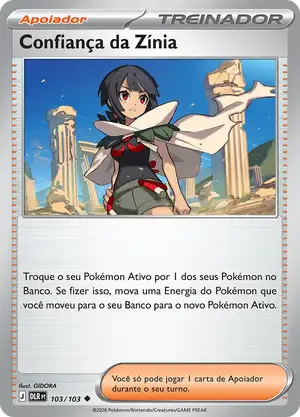 Apoiador
TREINADOR
Confiança da Zínia
Troque o seu Pokémon Ativo por 1 dos seus Pokémon no
Banco. Se fizer isso, mova uma Energia do Pokémon que
você moveu para o seu Banco para o novo Pokémon Ativo.
Ilust. GIDORA
J DLR PT 103/103
Você só pode jogar 1 carta de Apoiador
durante o seu turno.
©2026 Pokémon/Nintendo/Creatures/GAME FREAK